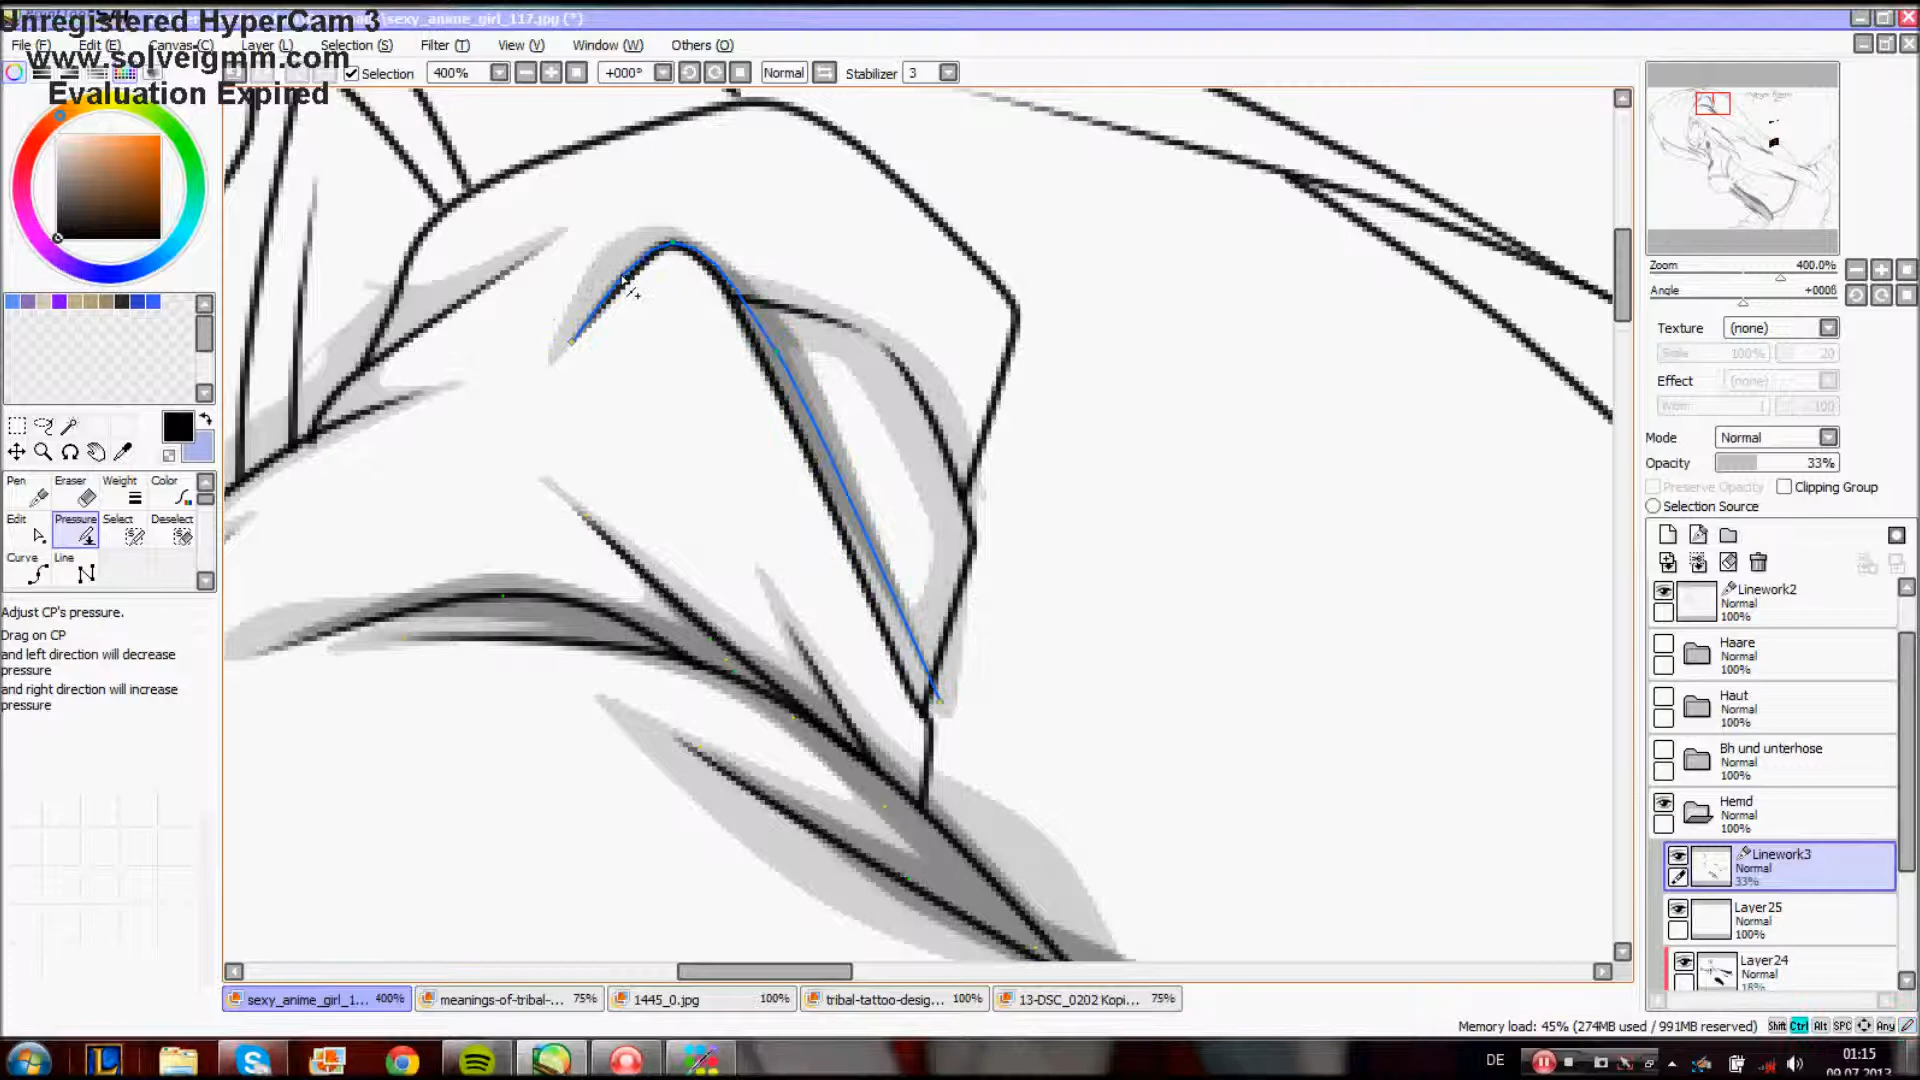 Unregistered HyperCam 3
www.solveigmm.com
Evaluation Expired
sexy_anime_girl_117.jpg (*)
File (F) Edit (E) Canvas (C) Layer (L) Selection (S) Filter (T) View (V) Window (W) Others (O)
Selection 400% +000° Normal Stabilizer 3
Zoom 400.0%
Angle +000ß
Texture (none)
Scale 100% 20
Effect (none)
1 100
Mode Normal
Opacity 33%
Preserve Opacity Clipping Group
Selection Source
Pen Eraser Weight Color
Edit Pressure Select Deselect
Curve Line
Adjust CP's pressure.
Drag on CP
and left direction will decrease
pressure
and right direction will increase
pressure
Linework2
Normal
100%
Haare
Normal
100%
Haut
Normal
100%
Bh und unterhose
Normal
100%
Hemd
Normal
100%
Linework3
Normal
33%
Layer25
Normal
100%
Layer24
Normal
18%
sexy_anime_girl_1... 400% meanings-of-tribal-... 75% 1445_0.jpg 100% tribal-tattoo-desig... 100% 13-DSC_0202 Kopi... 75%
Memory load: 45% (274MB used / 991MB reserved) Shift Ctrl Alt SPC Any
DE 01:15
09.07.2013